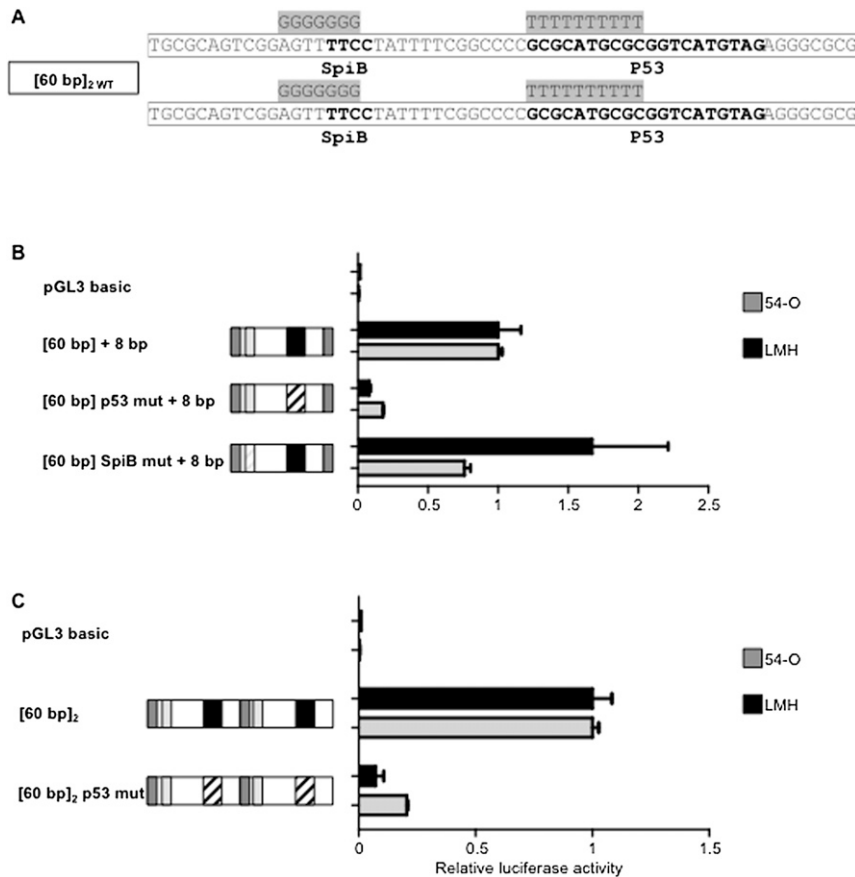 A
GGGGGGG TTTTTTTTTT
TGCGCAGTCGGAGTTTTCCTATTTTCGGCCCCGCGCATGCGCGGTCATGTAGAGGGCGCG
SpiB P53
[60 bp]2 WT
GGGGGGG TTTTTTTTTT
TGCGCAGTCGGAGTTTTCCTATTTTCGGCCCCGCGCATGCGCGGTCATGTAGAGGGCGCG
SpiB P53
B
pGL3 basic
[60 bp] + 8 bp
[60 bp] p53 mut + 8 bp
[60 bp] SpiB mut + 8 bp
54-O
LMH
0 0.5 1 1.5 2.0 2.5
C
pGL3 basic
[60 bp]2
[60 bp]2 p53 mut
54-O
LMH
0 0.5 1 1.5
Relative luciferase activity